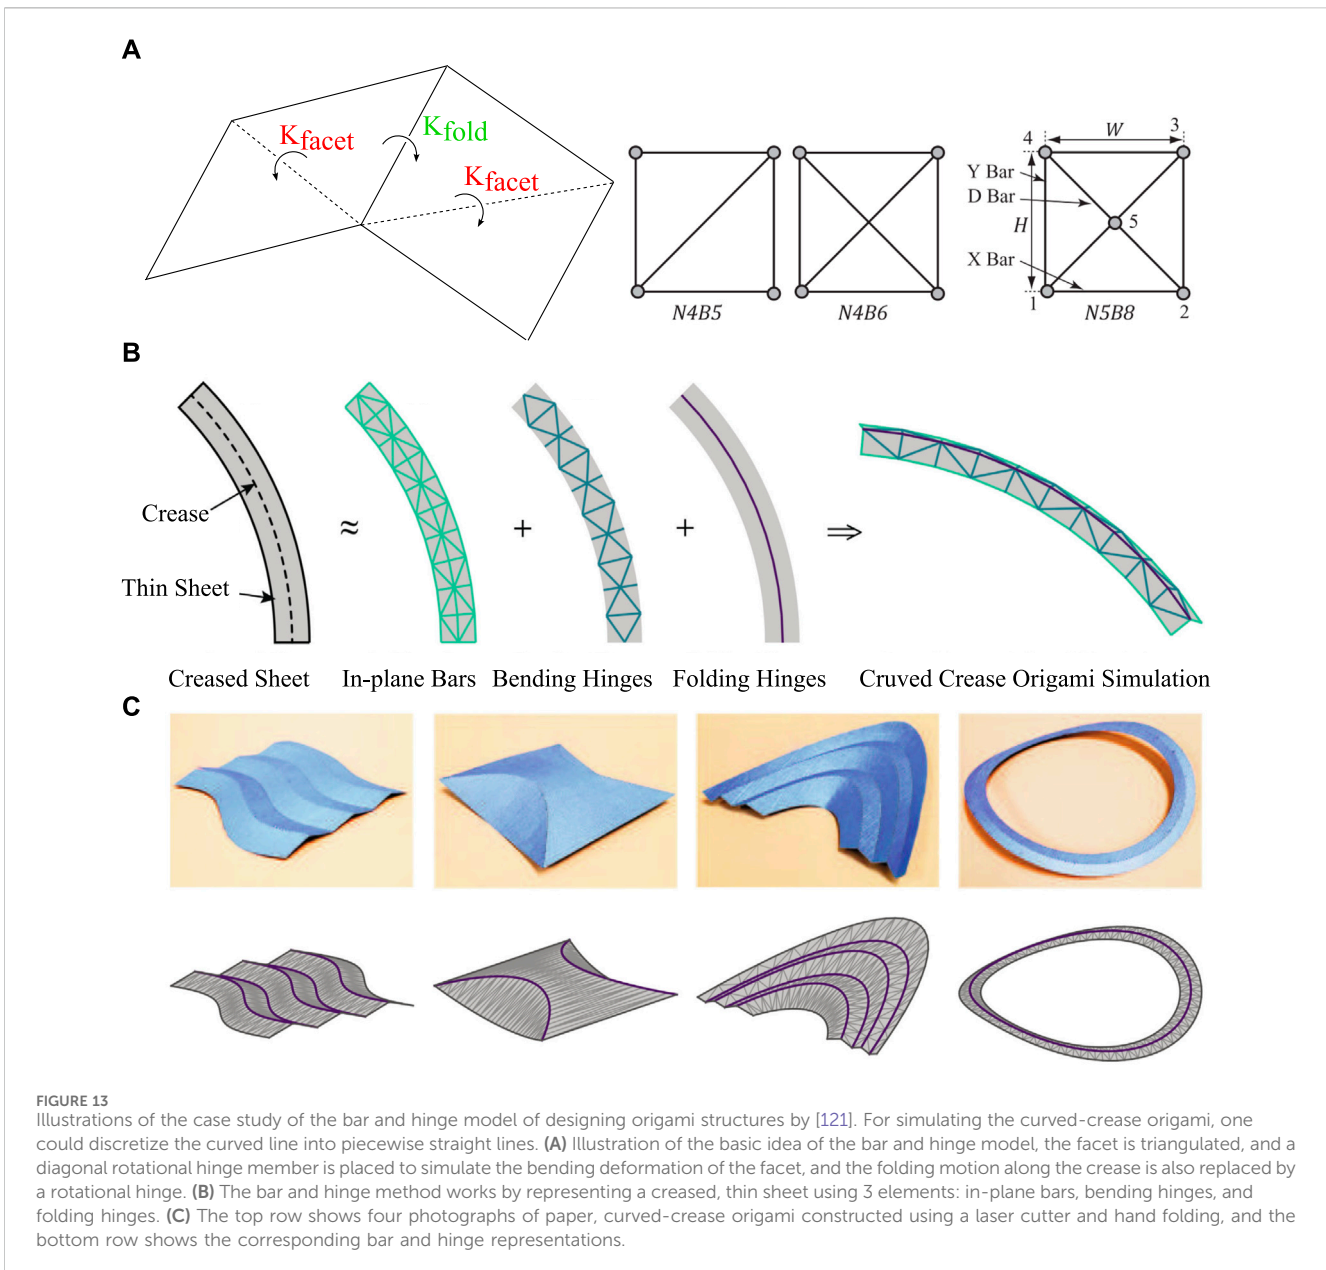 A
K_facet
K_fold
K_facet
N4B5
N4B6
4
W
3
Y Bar
D Bar
H
5
X Bar
1
N5B8
2
B
Crease
Thin Sheet
≈
+
+
⇒
Creased Sheet
In-plane Bars
Bending Hinges
Folding Hinges
Cruved Crease Origami Simulation
C
FIGURE 13
Illustrations of the case study of the bar and hinge model of designing origami structures by [121]. For simulating the curved-crease origami, one
could discretize the curved line into piecewise straight lines. (A) Illustration of the basic idea of the bar and hinge model, the facet is triangulated, and a
diagonal rotational hinge member is placed to simulate the bending deformation of the facet, and the folding motion along the crease is also replaced by
a rotational hinge. (B) The bar and hinge method works by representing a creased, thin sheet using 3 elements: in-plane bars, bending hinges, and
folding hinges. (C) The top row shows four photographs of paper, curved-crease origami constructed using a laser cutter and hand folding, and the
bottom row shows the corresponding bar and hinge representations.